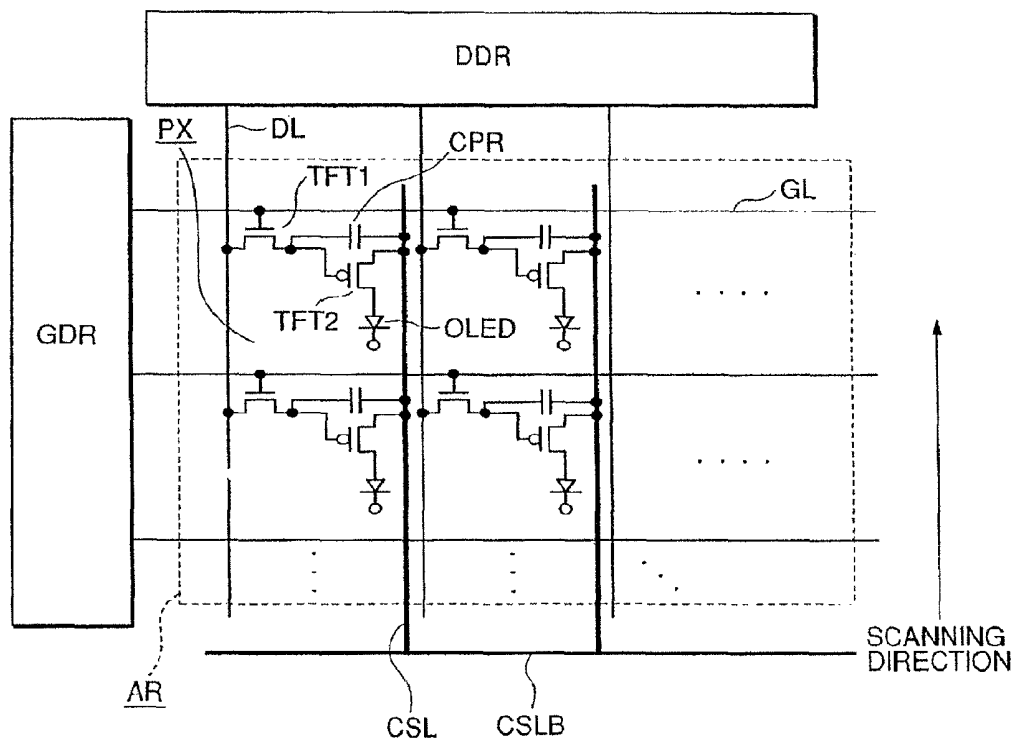 DDR
PX
DL
CPR
TFT1
GL
GDR
TFT2
OLED
SCANNING
DIRECTION
AR
CSL
CSLB